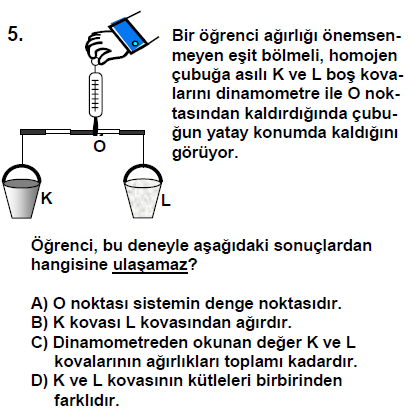 5.
Bir öğrenci ağırlığı önemsen-
meyen eşit bölmeli, homojen
çubuğa asılı K ve L boş kova-
larını dinamometre ile O nok-
tasından kaldırdığında çubu-
ğun yatay konumda kaldığını
görüyor.
O
K
L
Öğrenci, bu deneyle aşağıdaki sonuçlardan
hangisine ulaşamaz?
A) O noktası sistemin denge noktasıdır.
B) K kovası L kovasından ağırdır.
C) Dinamometreden okunan değer K ve L
kovalarının ağırlıkları toplamı kadardır.
D) K ve L kovasının kütleleri birbirinden
farklıdır.